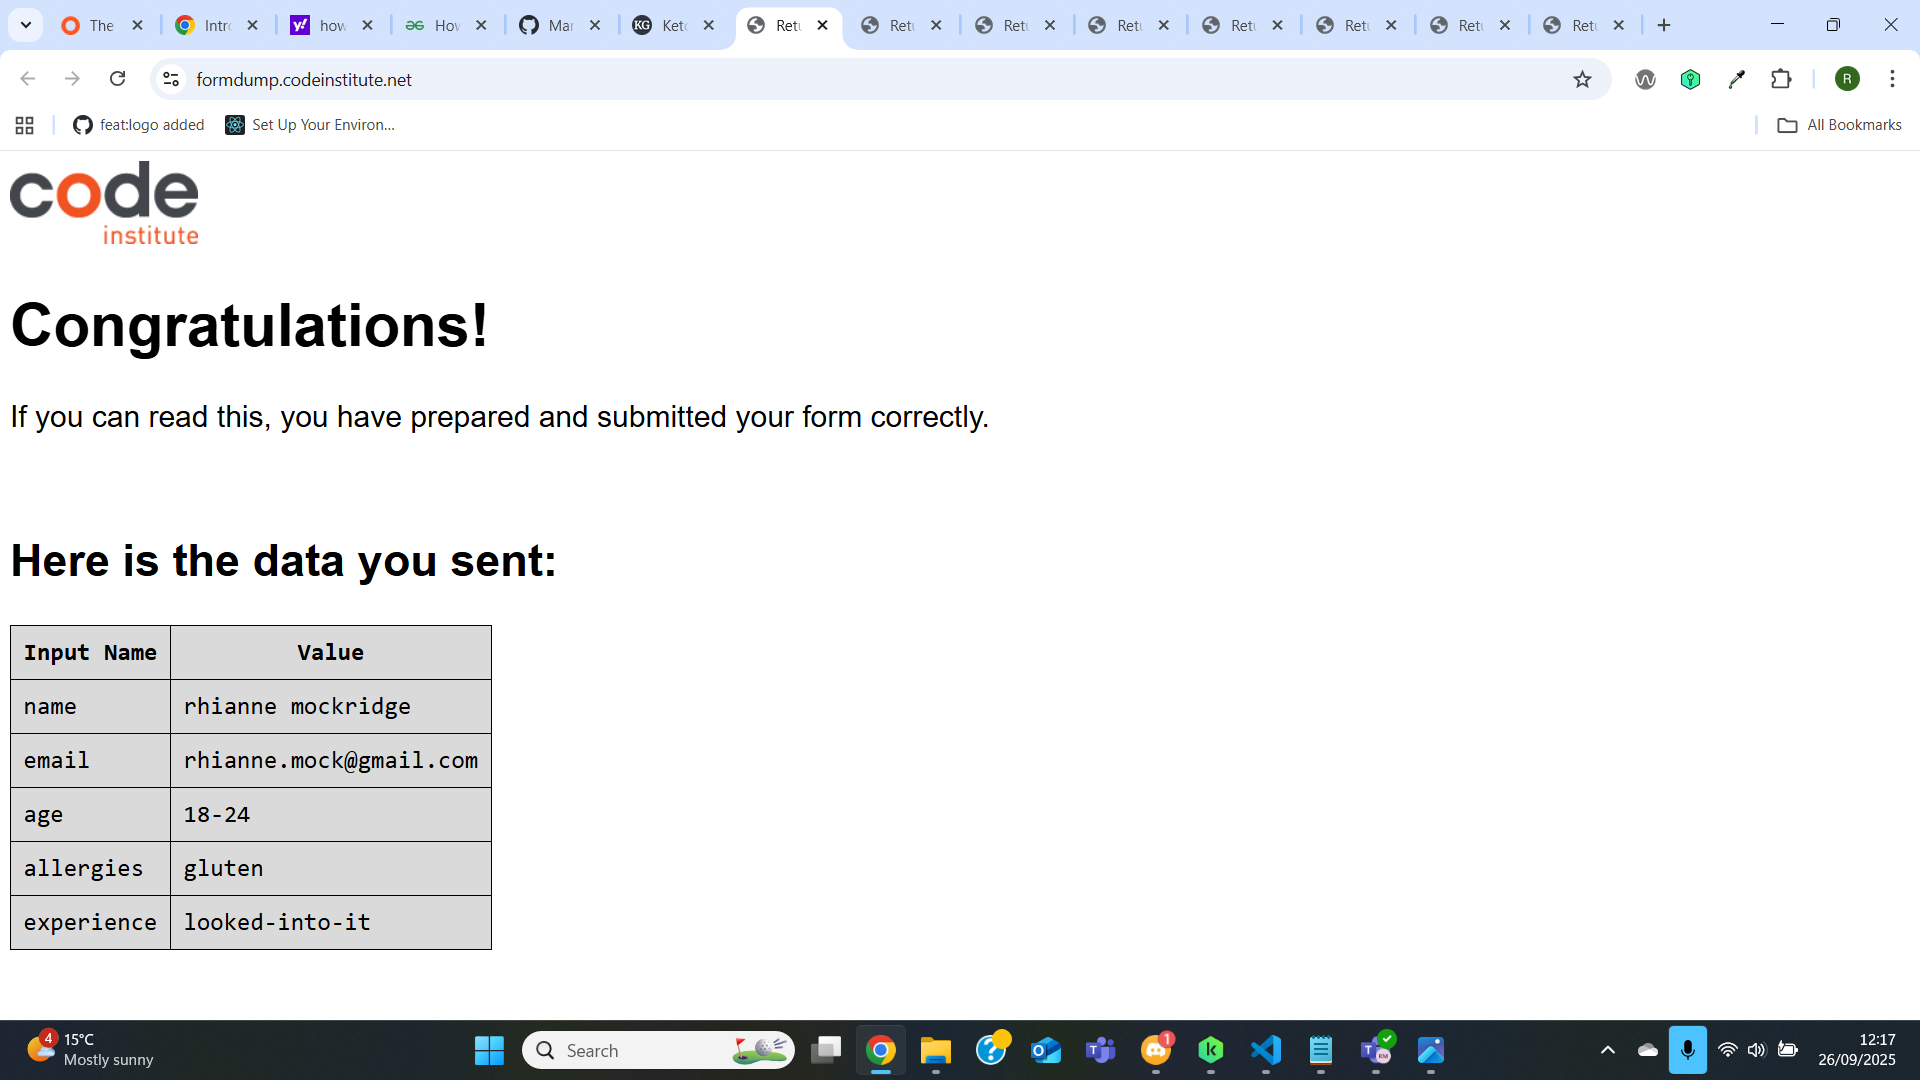 The
Intr
how
How
Mar
Keto
Retu
Retu
Retu
Retu
Retu
Retu
Retu
Retu
formdump.codeinstitute.net
R
feat:logo added
Set Up Your Environ...
All Bookmarks
code
institute
Congratulations!
If you can read this, you have prepared and submitted your form correctly.
Here is the data you sent:
Input Name Value
name rhianne mockridge
email rhianne.mock@gmail.com
age 18-24
allergies gluten
experience looked-into-it
4
15°C
Mostly sunny
Search
1
RM
12:17
26/09/2025